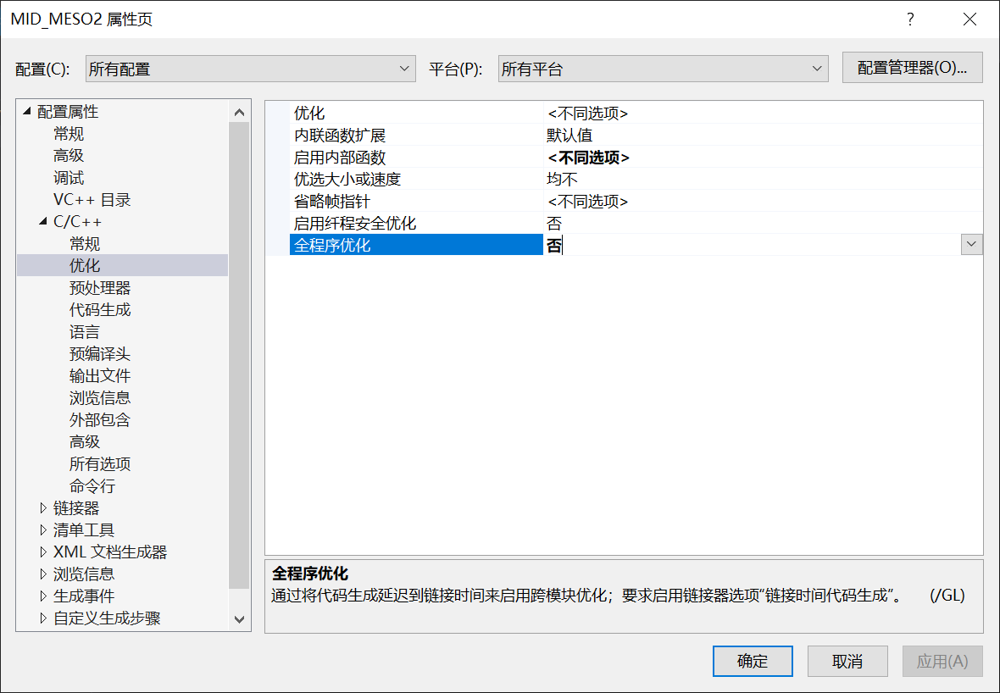 MID_MESO2 属性页
配置(C):
所有配置
平台(P):
所有平台
配置管理器(O)...
配置属性
常规
高级
调试
VC++ 目录
C/C++
常规
优化
预处理器
代码生成
语言
预编译头
输出文件
浏览信息
外部包含
高级
所有选项
命令行
链接器
清单工具
XML 文档生成器
浏览信息
生成事件
自定义生成步骤
优化 <不同选项>
内联函数扩展 默认值
启用内部函数 <不同选项>
优选大小或速度 均不
省略帧指针 <不同选项>
启用纤程安全优化 否
全程序优化 否
全程序优化
通过将代码生成延迟到链接时间来启用跨模块优化；要求启用链接器选项“链接时间代码生成”。 (/GL)
确定
取消
应用(A)